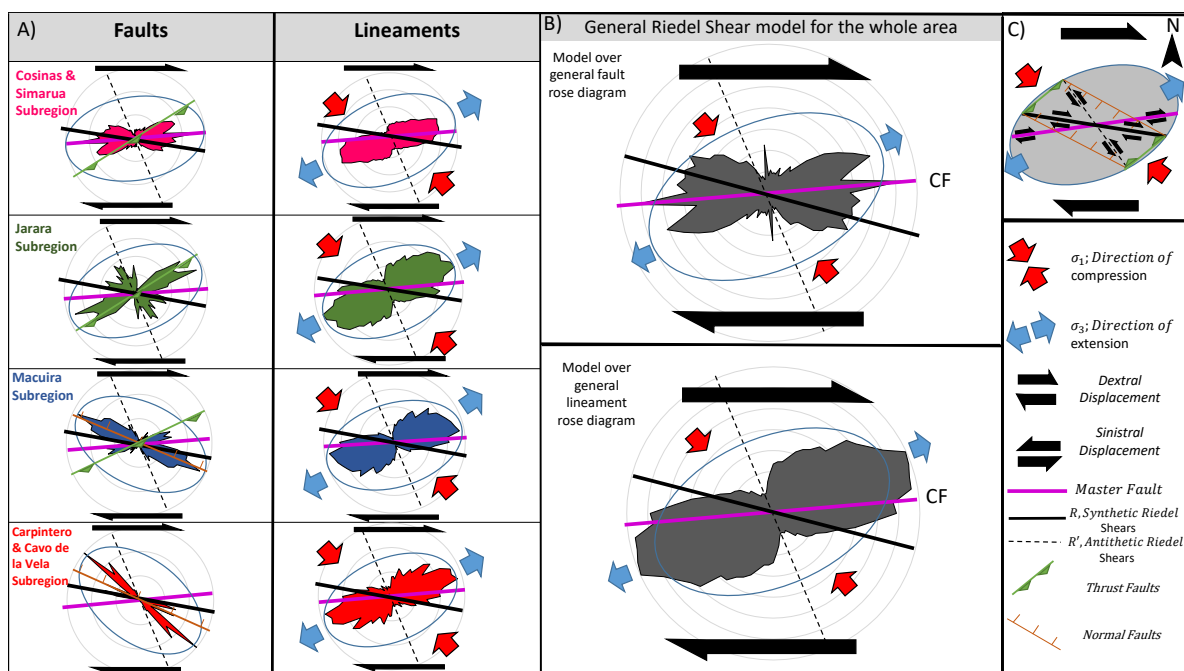 A)
Faults
Lineaments
Cosinas &
Simarua
Subregion
Jarara
Subregion
Macuira
Subregion
Carpintero
& Cavo de
la Vela
Subregion
B)
General Riedel Shear model for the whole area
Model over
general fault
rose diagram
CF
Model over
general
lineament
rose diagram
CF
C)
N
σ₁; Direction of
compression
σ₃; Direction of
extension
Dextral
Displacement
Sinistral
Displacement
Master Fault
R, Synthetic Riedel
Shears
R′, Antithetic Riedel
Shears
Thrust Faults
Normal Faults